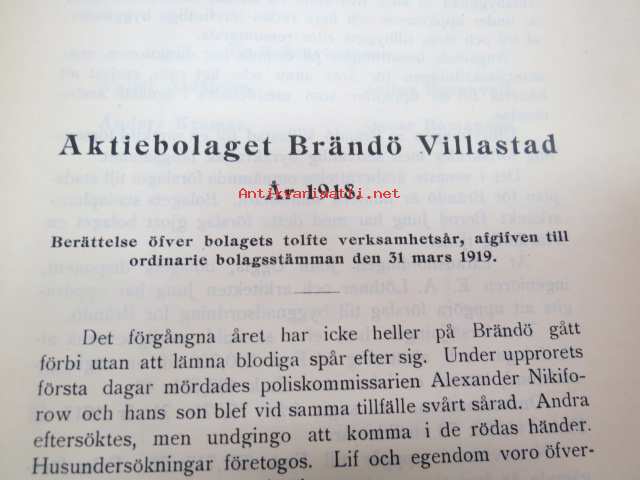 Aktiebolaget Brändö Villastad
År 1918.
Antikvariaatti.net
Berättelse öfver bolagets tolfte verksamhetsår, afgifven till
ordinarie bolagsstämman den 31 mars 1919.
Det förgångna året har icke heller på Brändö gått
förbi utan att lämna blodiga spår efter sig. Under upprorets
första dagar mördades poliskommissarien Alexander Nikifo-
row och hans son blef vid samma tillfälle svårt sårad. Andra
eftersöktes, men undgingo att komma i de rödas händer.
Husundersökningar företogos. Lif och egendom voro öfver-